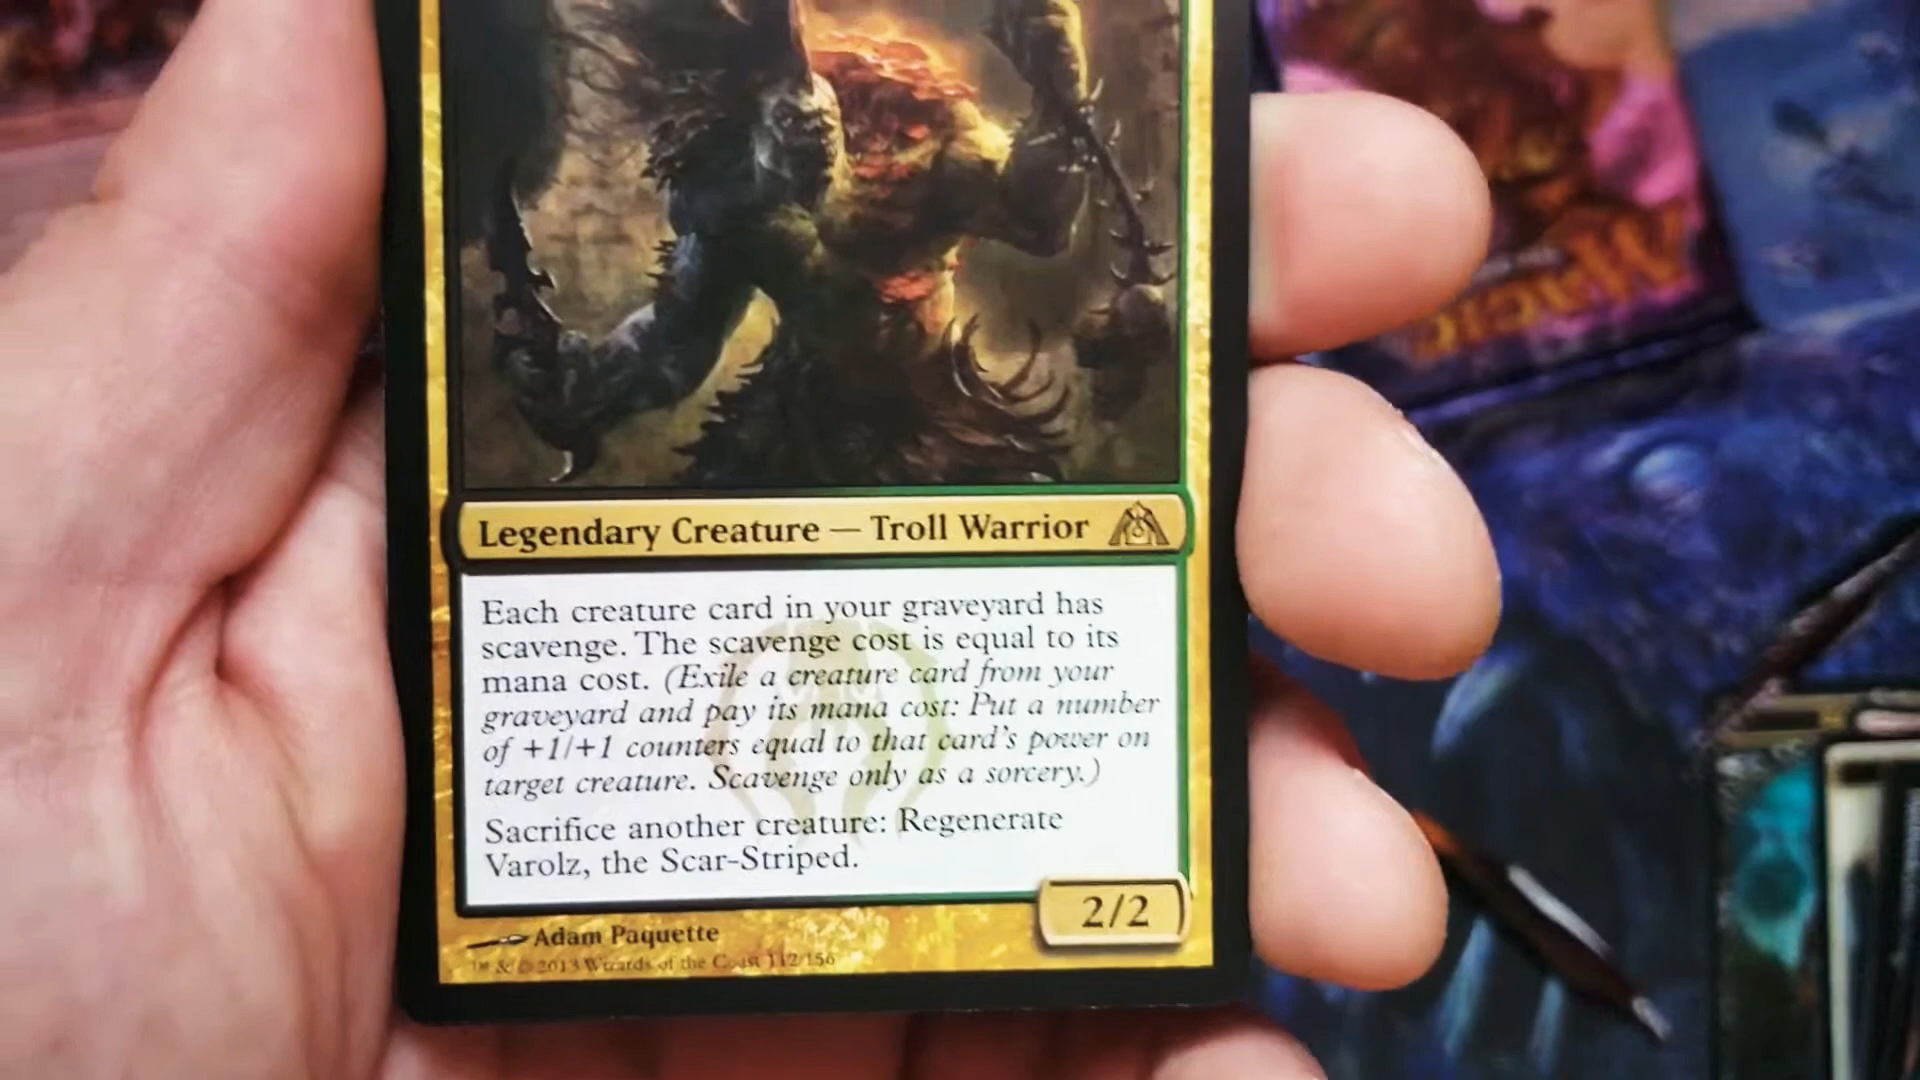 Legendary Creature — Troll Warrior
Each creature card in your graveyard has
scavenge. The scavenge cost is equal to its
mana cost. (Exile a creature card from your
graveyard and pay its mana cost: Put a number
of +1/+1 counters equal to that card's power on
target creature. Scavenge only as a sorcery.)
Sacrifice another creature: Regenerate
Varolz, the Scar-Striped.
2/2
Adam Paquette
™ & © 2013 Wizards of the Coast 112/156
Magic